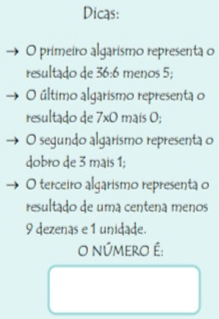 Dicas:
→ O primeiro algarismo representa o
resultado de 36:6 menos 5;
→ O último algarismo representa o
resultado de 7x0 mais 0;
→ O segundo algarismo representa o
dobro de 3 mais 1;
→ O terceiro algarismo representa o
resultado de uma centena menos
9 dezenas e 1 unidade.
O NÚMERO É: